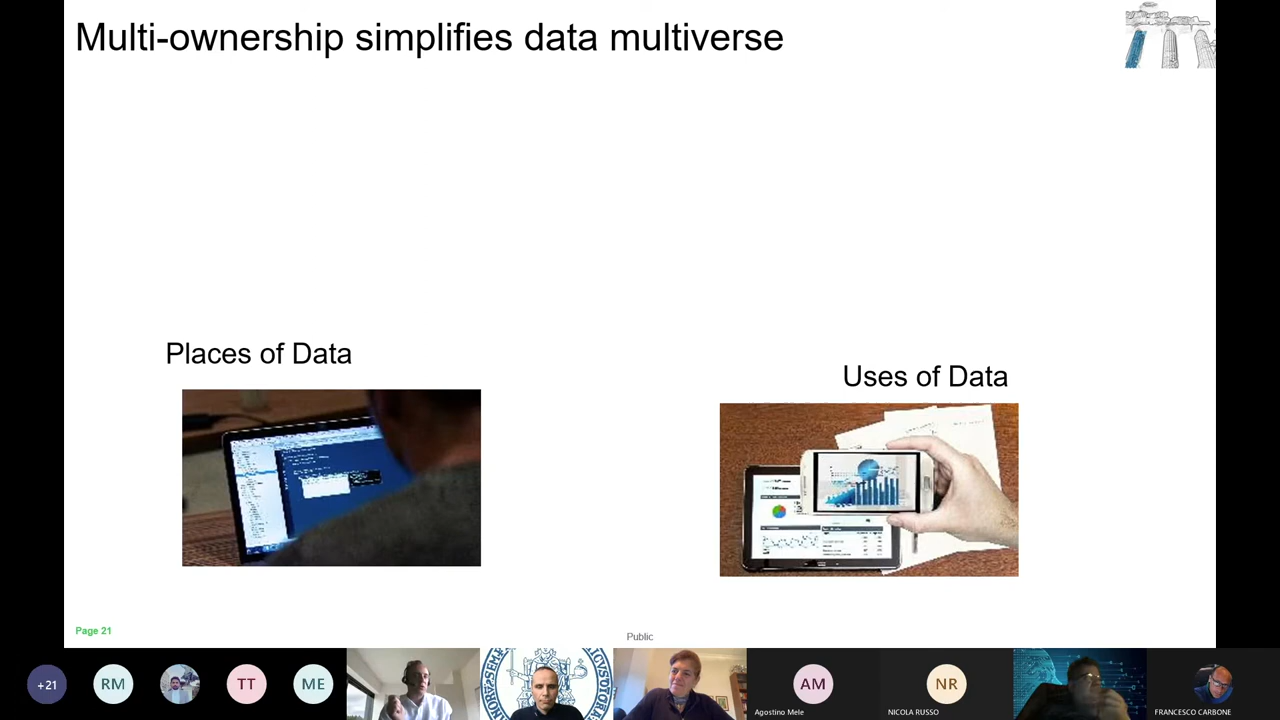 Multi-ownership simplifies data multiverse
Places of Data
Uses of Data
Page 21
Public
+21
RM
TT
ME
AM
Agostino Mele
NR
NICOLA RUSSO
FRANCESCO CARBONE